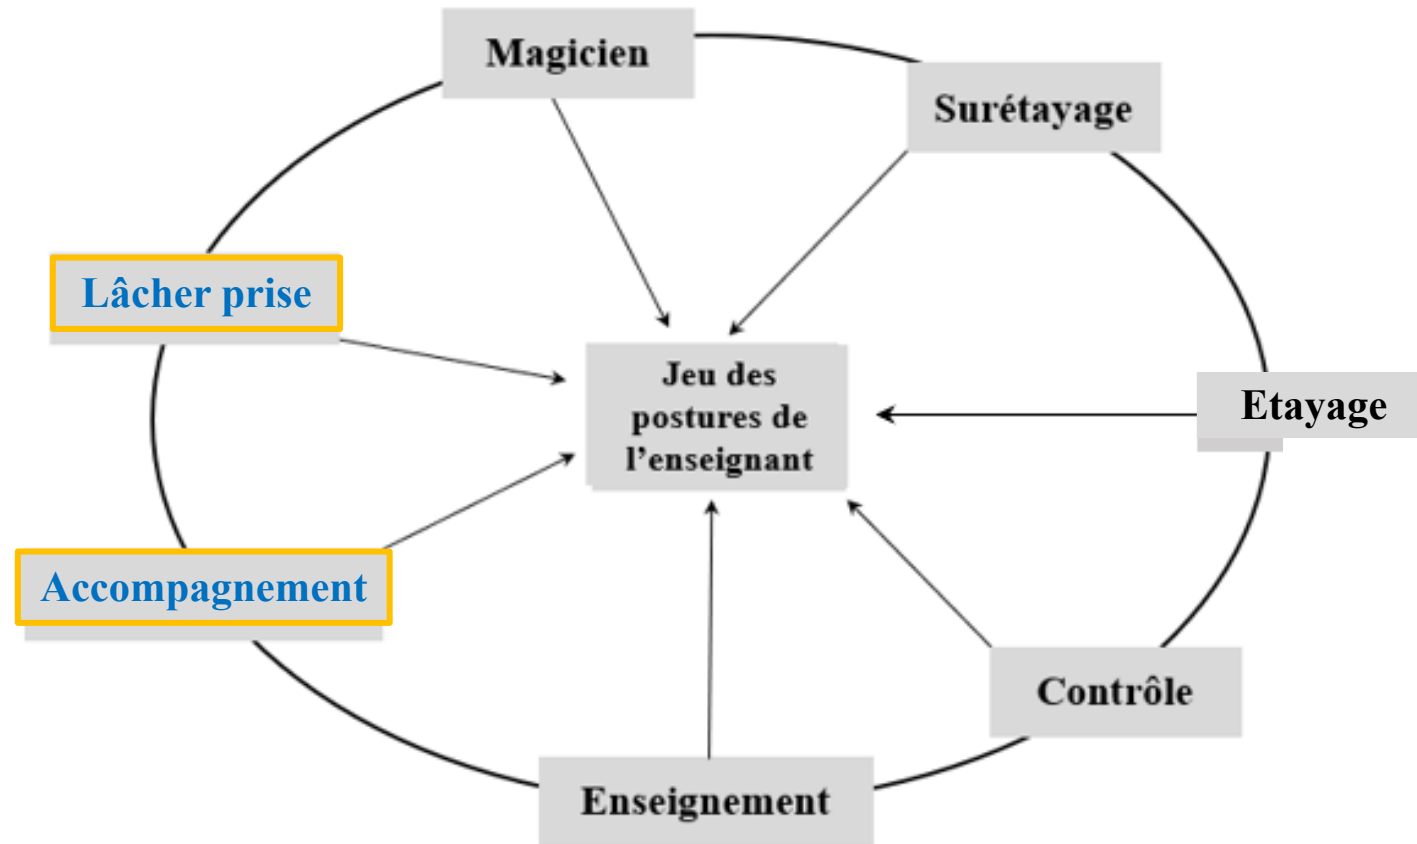 Magicien
Surétayage
Lâcher prise
Jeu des
postures de
l'enseignant
Etayage
Accompagnement
Contrôle
Enseignement